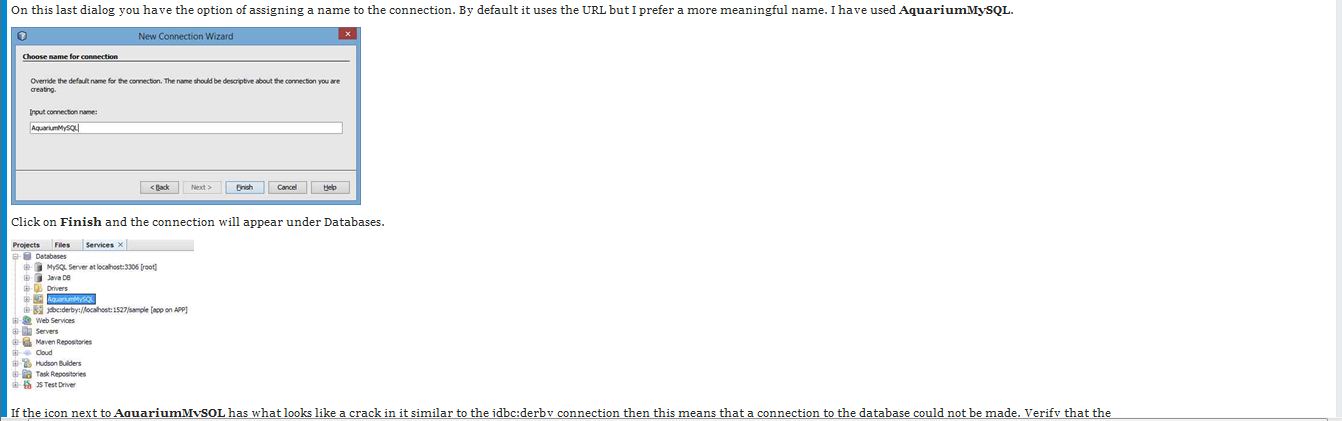 On this last dialog you have the option of assigning a name to the connection. By default it uses the URL but I prefer a more meaningful name. I have used AquariumMySQL.
New Connection Wizard
Choose name for connection
Override the default name for the connection. The name should be descriptive about the connection you are
creating.
Input connection name:
AquariumMySQL
< Back Next > Finish Cancel Help
Click on Finish and the connection will appear under Databases.
Projects Files Services
Databases
MySQL Server at localhost:3306 [root]
Java DB
Drivers
AquariumMySQL
jdbc:derby://localhost:1527/sample [app on APP]
Web Services
Servers
Maven Repositories
Cloud
Hudson Builders
Task Repositories
JS Test Driver
If the icon next to AquariumMySQL has what looks like a crack in it similar to the jdbc:derby connection then this means that a connection to the database could not be made. Verify that the